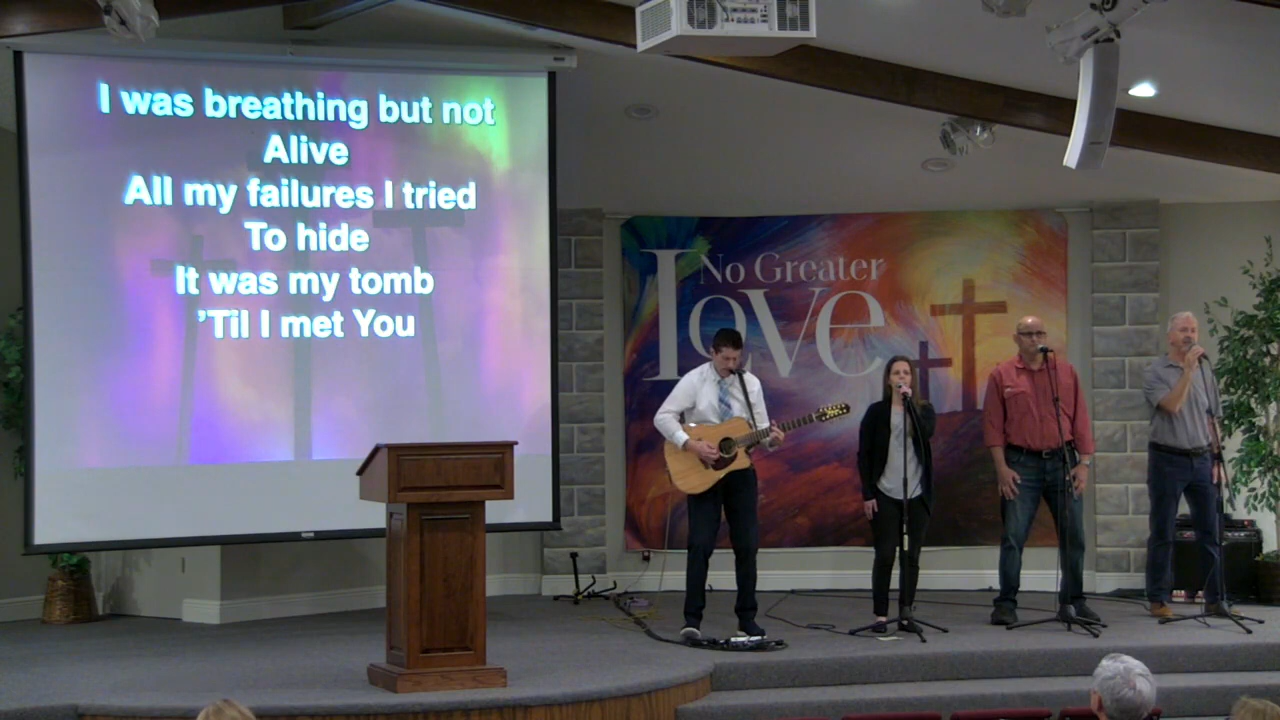 I was breathing but not
Alive
All my failures I tried
To hide
It was my tomb
’Til I met You
No Greater
Love